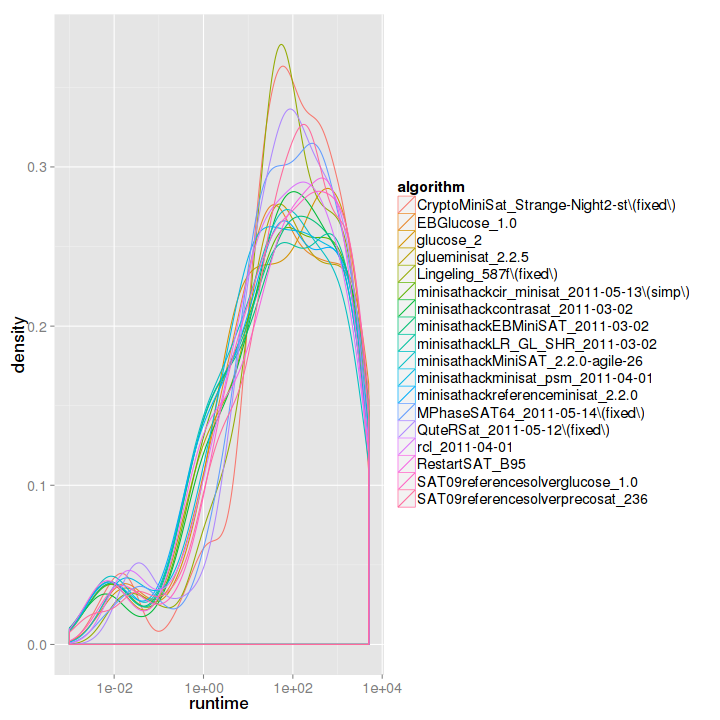 0.3
0.2
0.1
0.0
density
1e-02 1e+00 1e+02 1e+04
runtime
algorithm
CryptoMiniSat_Strange-Night2-st\(fixed\)
EBGlucose_1.0
glucose_2
glueminisat_2.2.5
Lingeling_587f\(fixed\)
minisathackcir_minisat_2011-05-13\(simp\)
minisathackcontrasat_2011-03-02
minisathackEBMiniSAT_2011-03-02
minisathackLR_GL_SHR_2011-03-02
minisathackMiniSAT_2.2.0-agile-26
minisathackminisat_psm_2011-04-01
minisathackreferenceminisat_2.2.0
MPhaseSAT64_2011-05-14\(fixed\)
QuteRSat_2011-05-12\(fixed\)
rcl_2011-04-01
RestartSAT_B95
SAT09referencesolverglucose_1.0
SAT09referencesolverprecosat_236